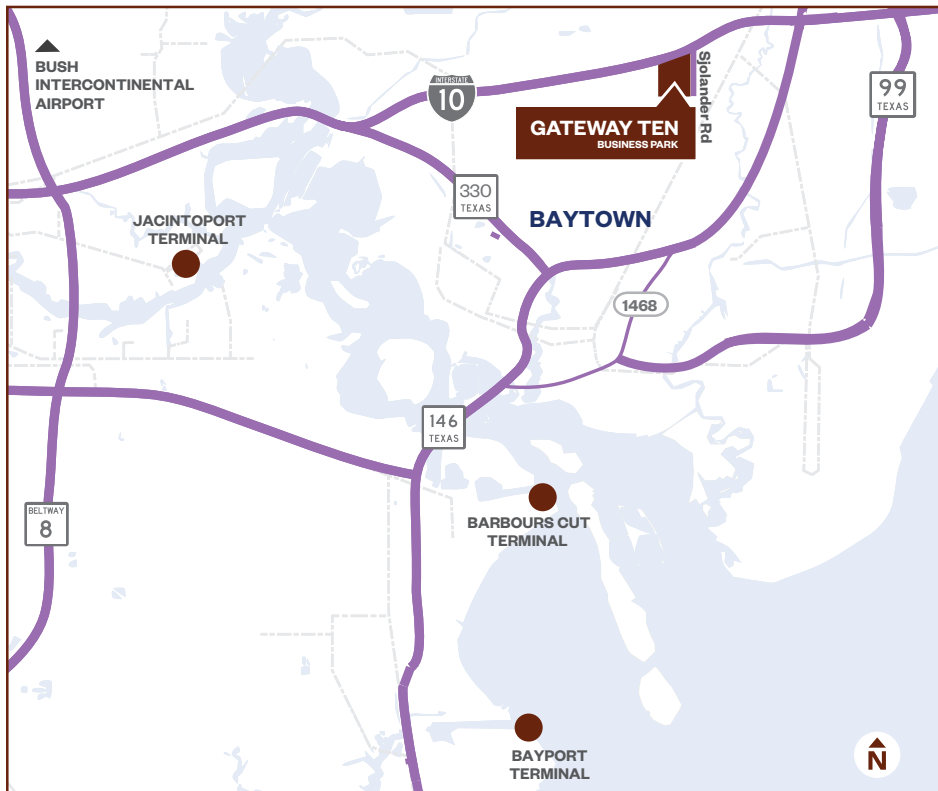 BUSH
INTERCONTINENTAL
AIRPORT
INTERSTATE
10
Sjolander Rd
99
TEXAS
GATEWAY TEN
BUSINESS PARK
330
TEXAS
BAYTOWN
JACINTOPORT
TERMINAL
1468
146
TEXAS
BELTWAY
8
BARBOURS CUT
TERMINAL
BAYPORT
TERMINAL
N